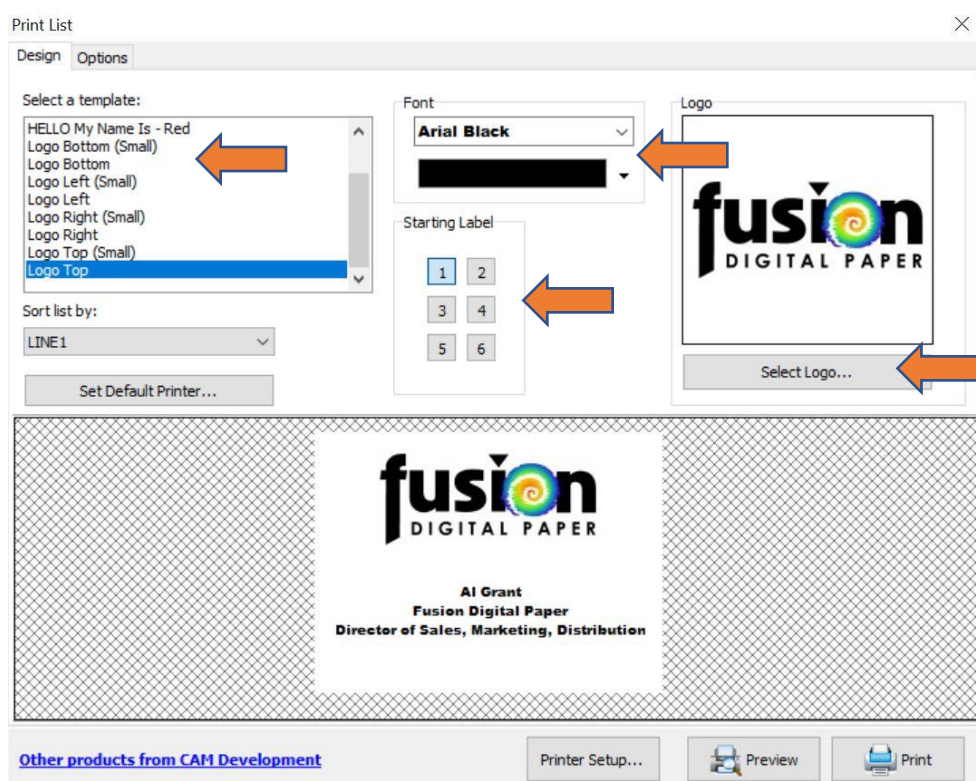 Print List
Design
Options
Select a template:
HELLO My Name Is - Red
Logo Bottom (Small)
Logo Bottom
Logo Left (Small)
Logo Left
Logo Right (Small)
Logo Right
Logo Top (Small)
Logo Top
Sort list by:
LINE1
Set Default Printer...
Font
Arial Black
Starting Label
1 2
3 4
5 6
Logo
fusion
DIGITAL PAPER
Select Logo...
fusion
DIGITAL PAPER
Al Grant
Fusion Digital Paper
Director of Sales, Marketing, Distribution
Other products from CAM Development
Printer Setup...
Preview
Print